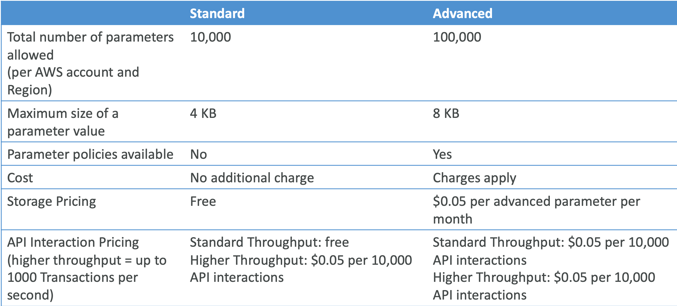 Standard Advanced
Total number of parameters 10,000 100,000
allowed
(per AWS account and
Region)
Maximum size of a 4 KB 8 KB
parameter value
Parameter policies available No Yes
Cost No additional charge Charges apply
Storage Pricing Free $0.05 per advanced parameter per
month
API Interaction Pricing Standard Throughput: free Standard Throughput: $0.05 per 10,000
(higher throughput = up to Higher Throughput: $0.05 per 10,000 API interactions
1000 Transactions per API interactions Higher Throughput: $0.05 per 10,000
second) API interactions